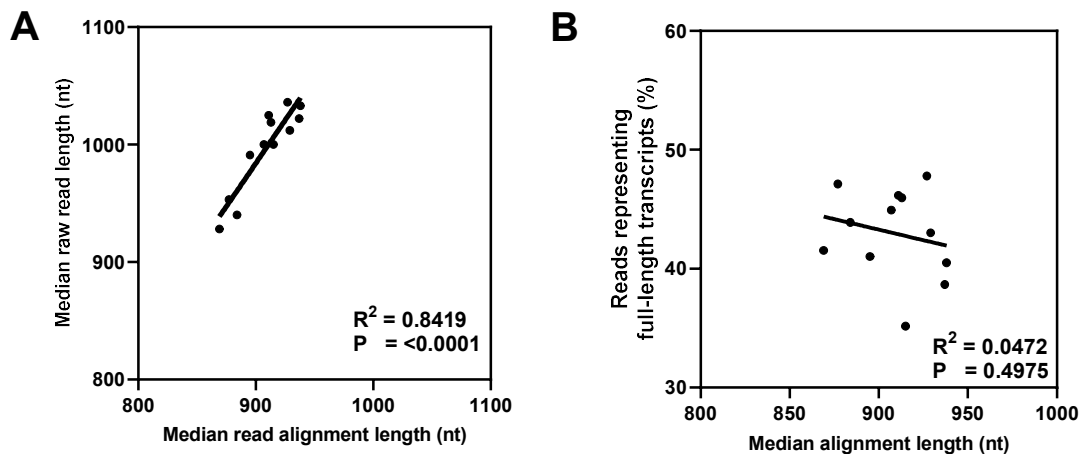 A
Median raw read length (nt)
1100
1000
900
800
R² = 0.8419
P = <0.0001
800
900
1000
1100
Median read alignment length (nt)
B
Reads representing
full-length transcripts (%)
60
50
40
30
R² = 0.0472
P = 0.4975
800
850
900
950
1000
Median alignment length (nt)